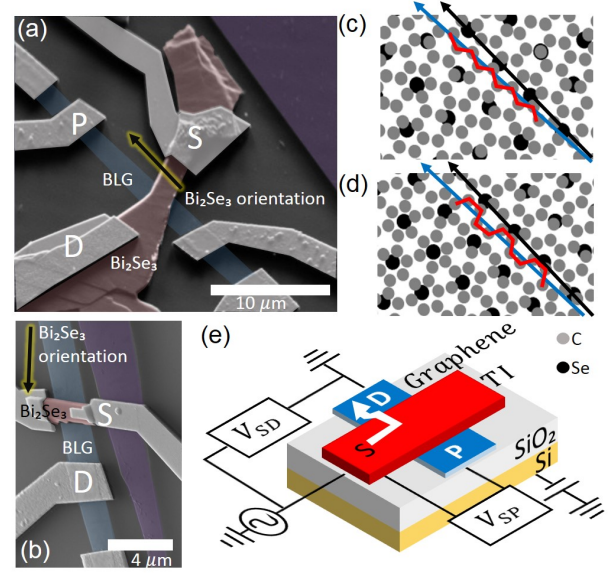 (a)
P
S
BLG
Bi₂Se₃ orientation
D
Bi₂Se₃
10 μm
(b)
Bi₂Se₃
orientation
Bi₂Se₃
S
BLG
D
4 μm
(c)
(d)
C
Se
(e)
Graphene
TI
D
S
P
V_SD
SiO₂
Si
V_SP